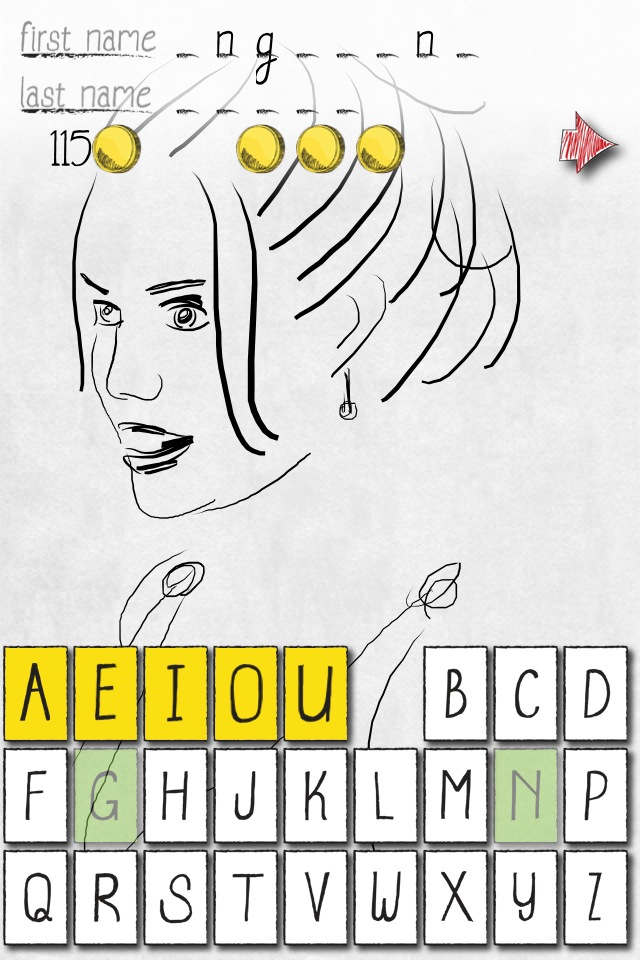 first name _ n g _ _ _ n _
last name _ _ _ _ _
115
A E I O U B C D
F G H J K L M N P
Q R S T V W X Y Z